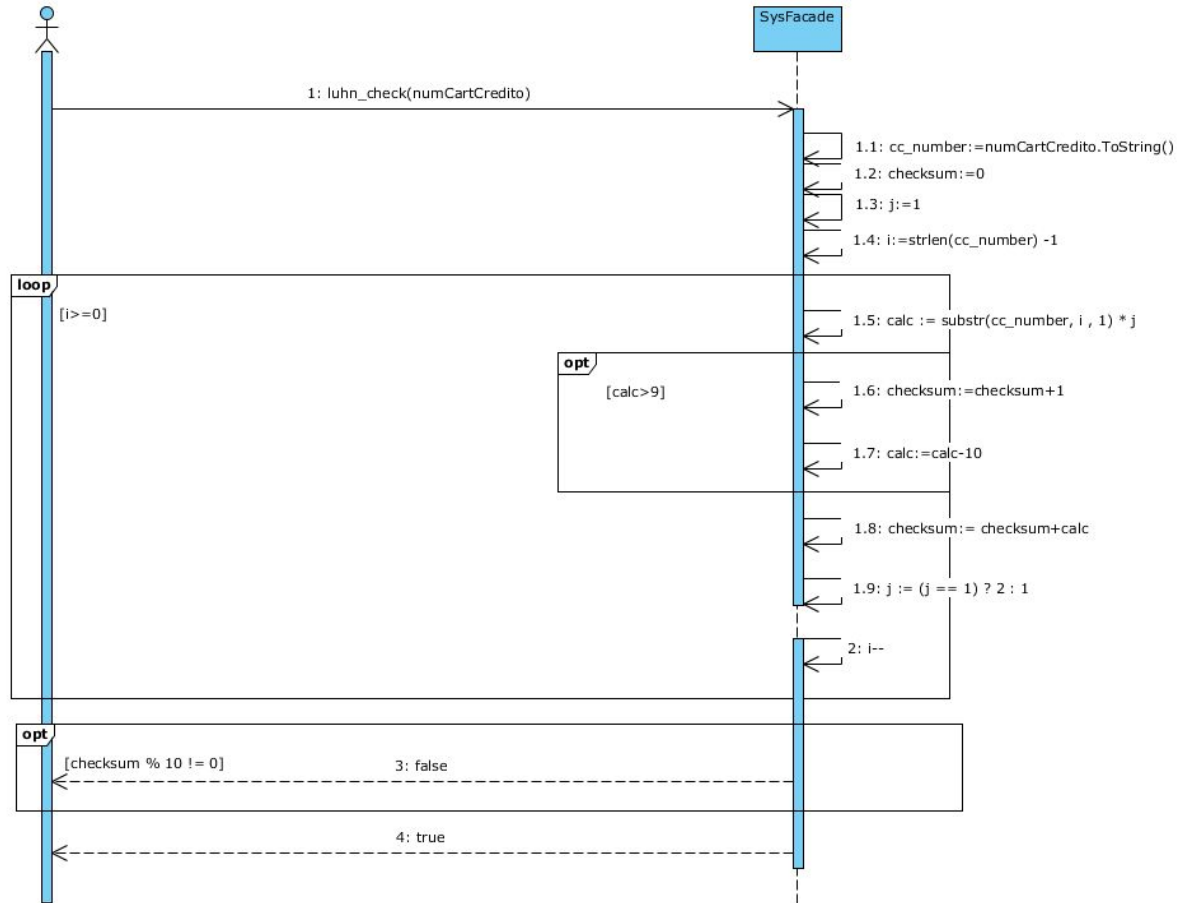 SysFacade
1: luhn_check(numCartCredito)
1.1: cc_number:=numCartCredito.ToString()
1.2: checksum:=0
1.3: j:=1
1.4: i:=strlen(cc_number) -1
loop
[i>=0]
1.5: calc := substr(cc_number, i , 1) * j
opt
[calc>9]
1.6: checksum:=checksum+1
1.7: calc:=calc-10
1.8: checksum:= checksum+calc
1.9: j := (j == 1) ? 2 : 1
2: i--
opt
[checksum % 10 != 0]
3: false
4: true